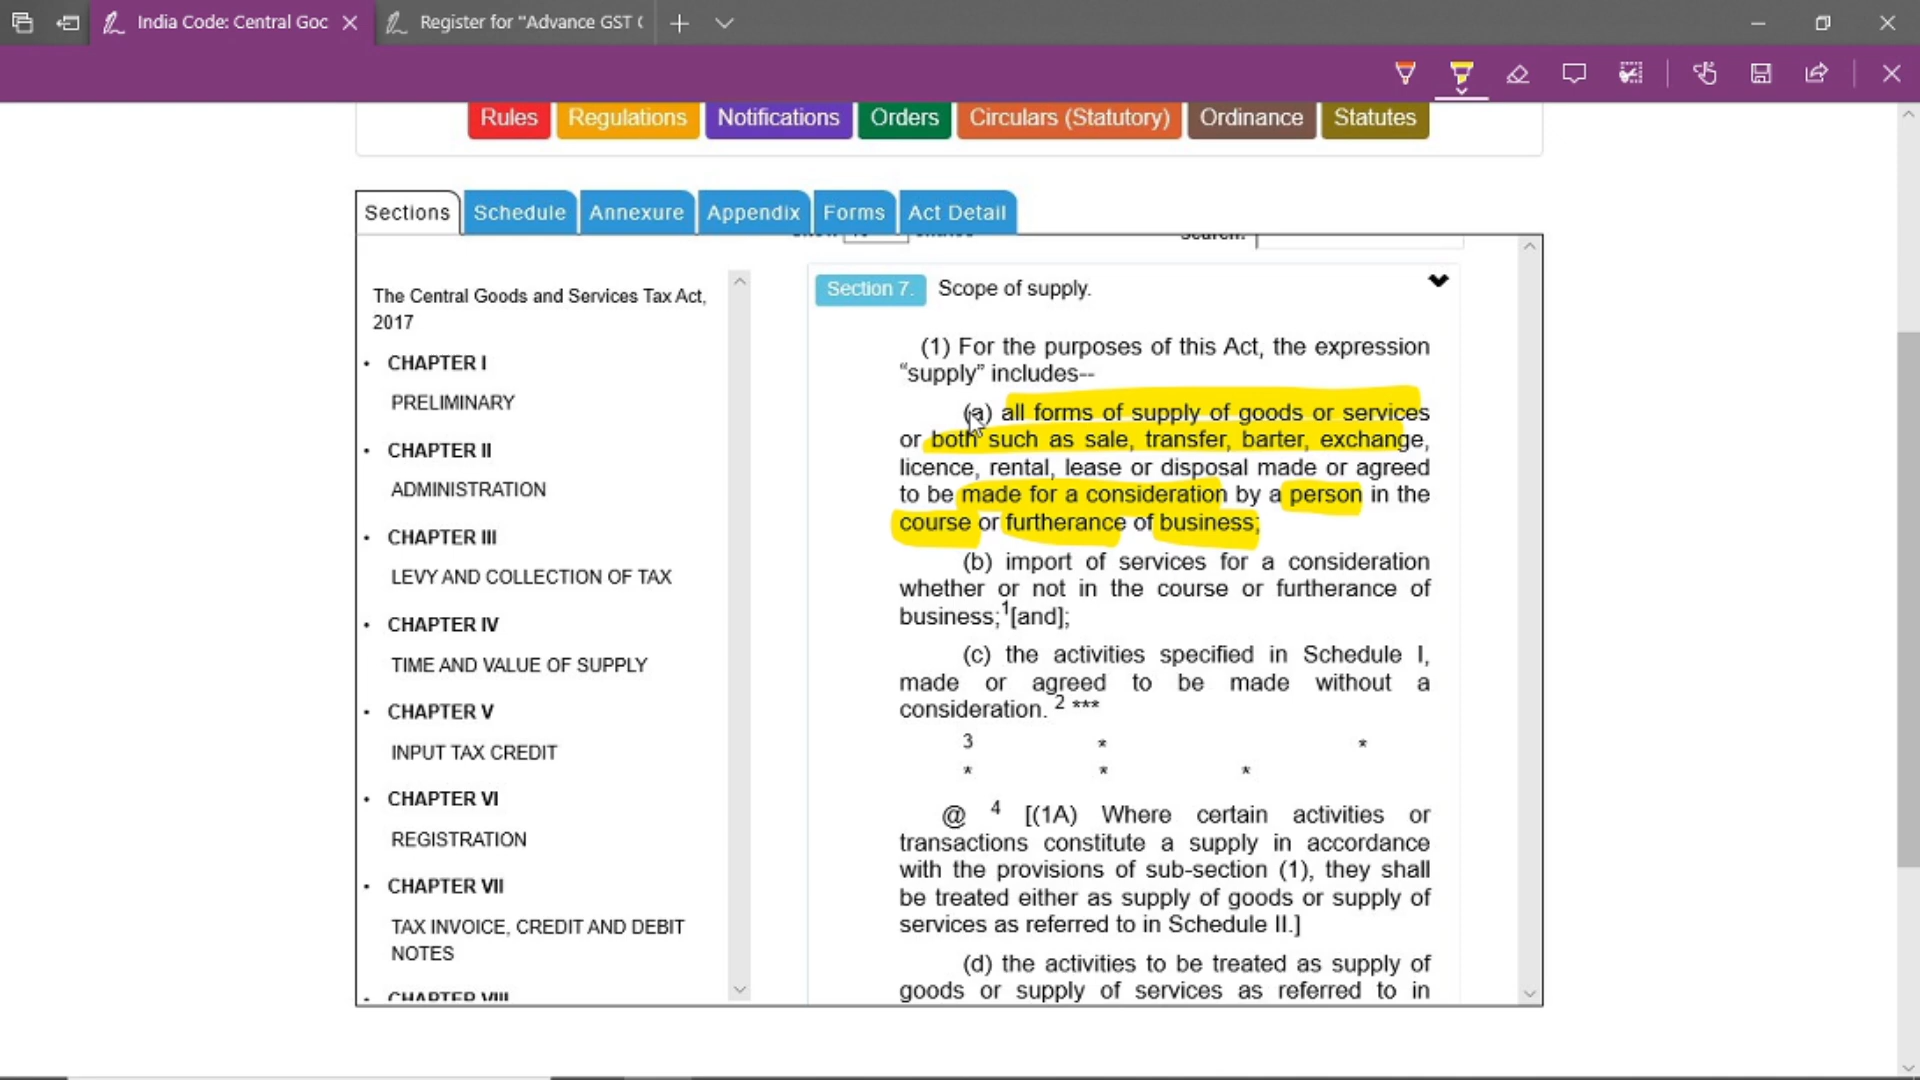 India Code: Central Goc
Register for "Advance GST (
Rules Regulations Notifications Orders Circulars (Statutory) Ordinance Statutes
Sections Schedule Annexure Appendix Forms Act Detail
The Central Goods and Services Tax Act,
2017
• CHAPTER I
PRELIMINARY
• CHAPTER II
ADMINISTRATION
• CHAPTER III
LEVY AND COLLECTION OF TAX
• CHAPTER IV
TIME AND VALUE OF SUPPLY
• CHAPTER V
INPUT TAX CREDIT
• CHAPTER VI
REGISTRATION
• CHAPTER VII
TAX INVOICE, CREDIT AND DEBIT
NOTES
• CHAPTER VIII
Search:
Section 7. Scope of supply.
(1) For the purposes of this Act, the expression
“supply” includes--
(a) all forms of supply of goods or services
or both such as sale, transfer, barter, exchange,
licence, rental, lease or disposal made or agreed
to be made for a consideration by a person in the
course or furtherance of business;
(b) import of services for a consideration
whether or not in the course or furtherance of
business;1[and];
(c) the activities specified in Schedule I,
made or agreed to be made without a
consideration. 2 ***
3 * *
* * *
@ 4 [(1A) Where certain activities or
transactions constitute a supply in accordance
with the provisions of sub-section (1), they shall
be treated either as supply of goods or supply of
services as referred to in Schedule II.]
(d) the activities to be treated as supply of
goods or supply of services as referred to in